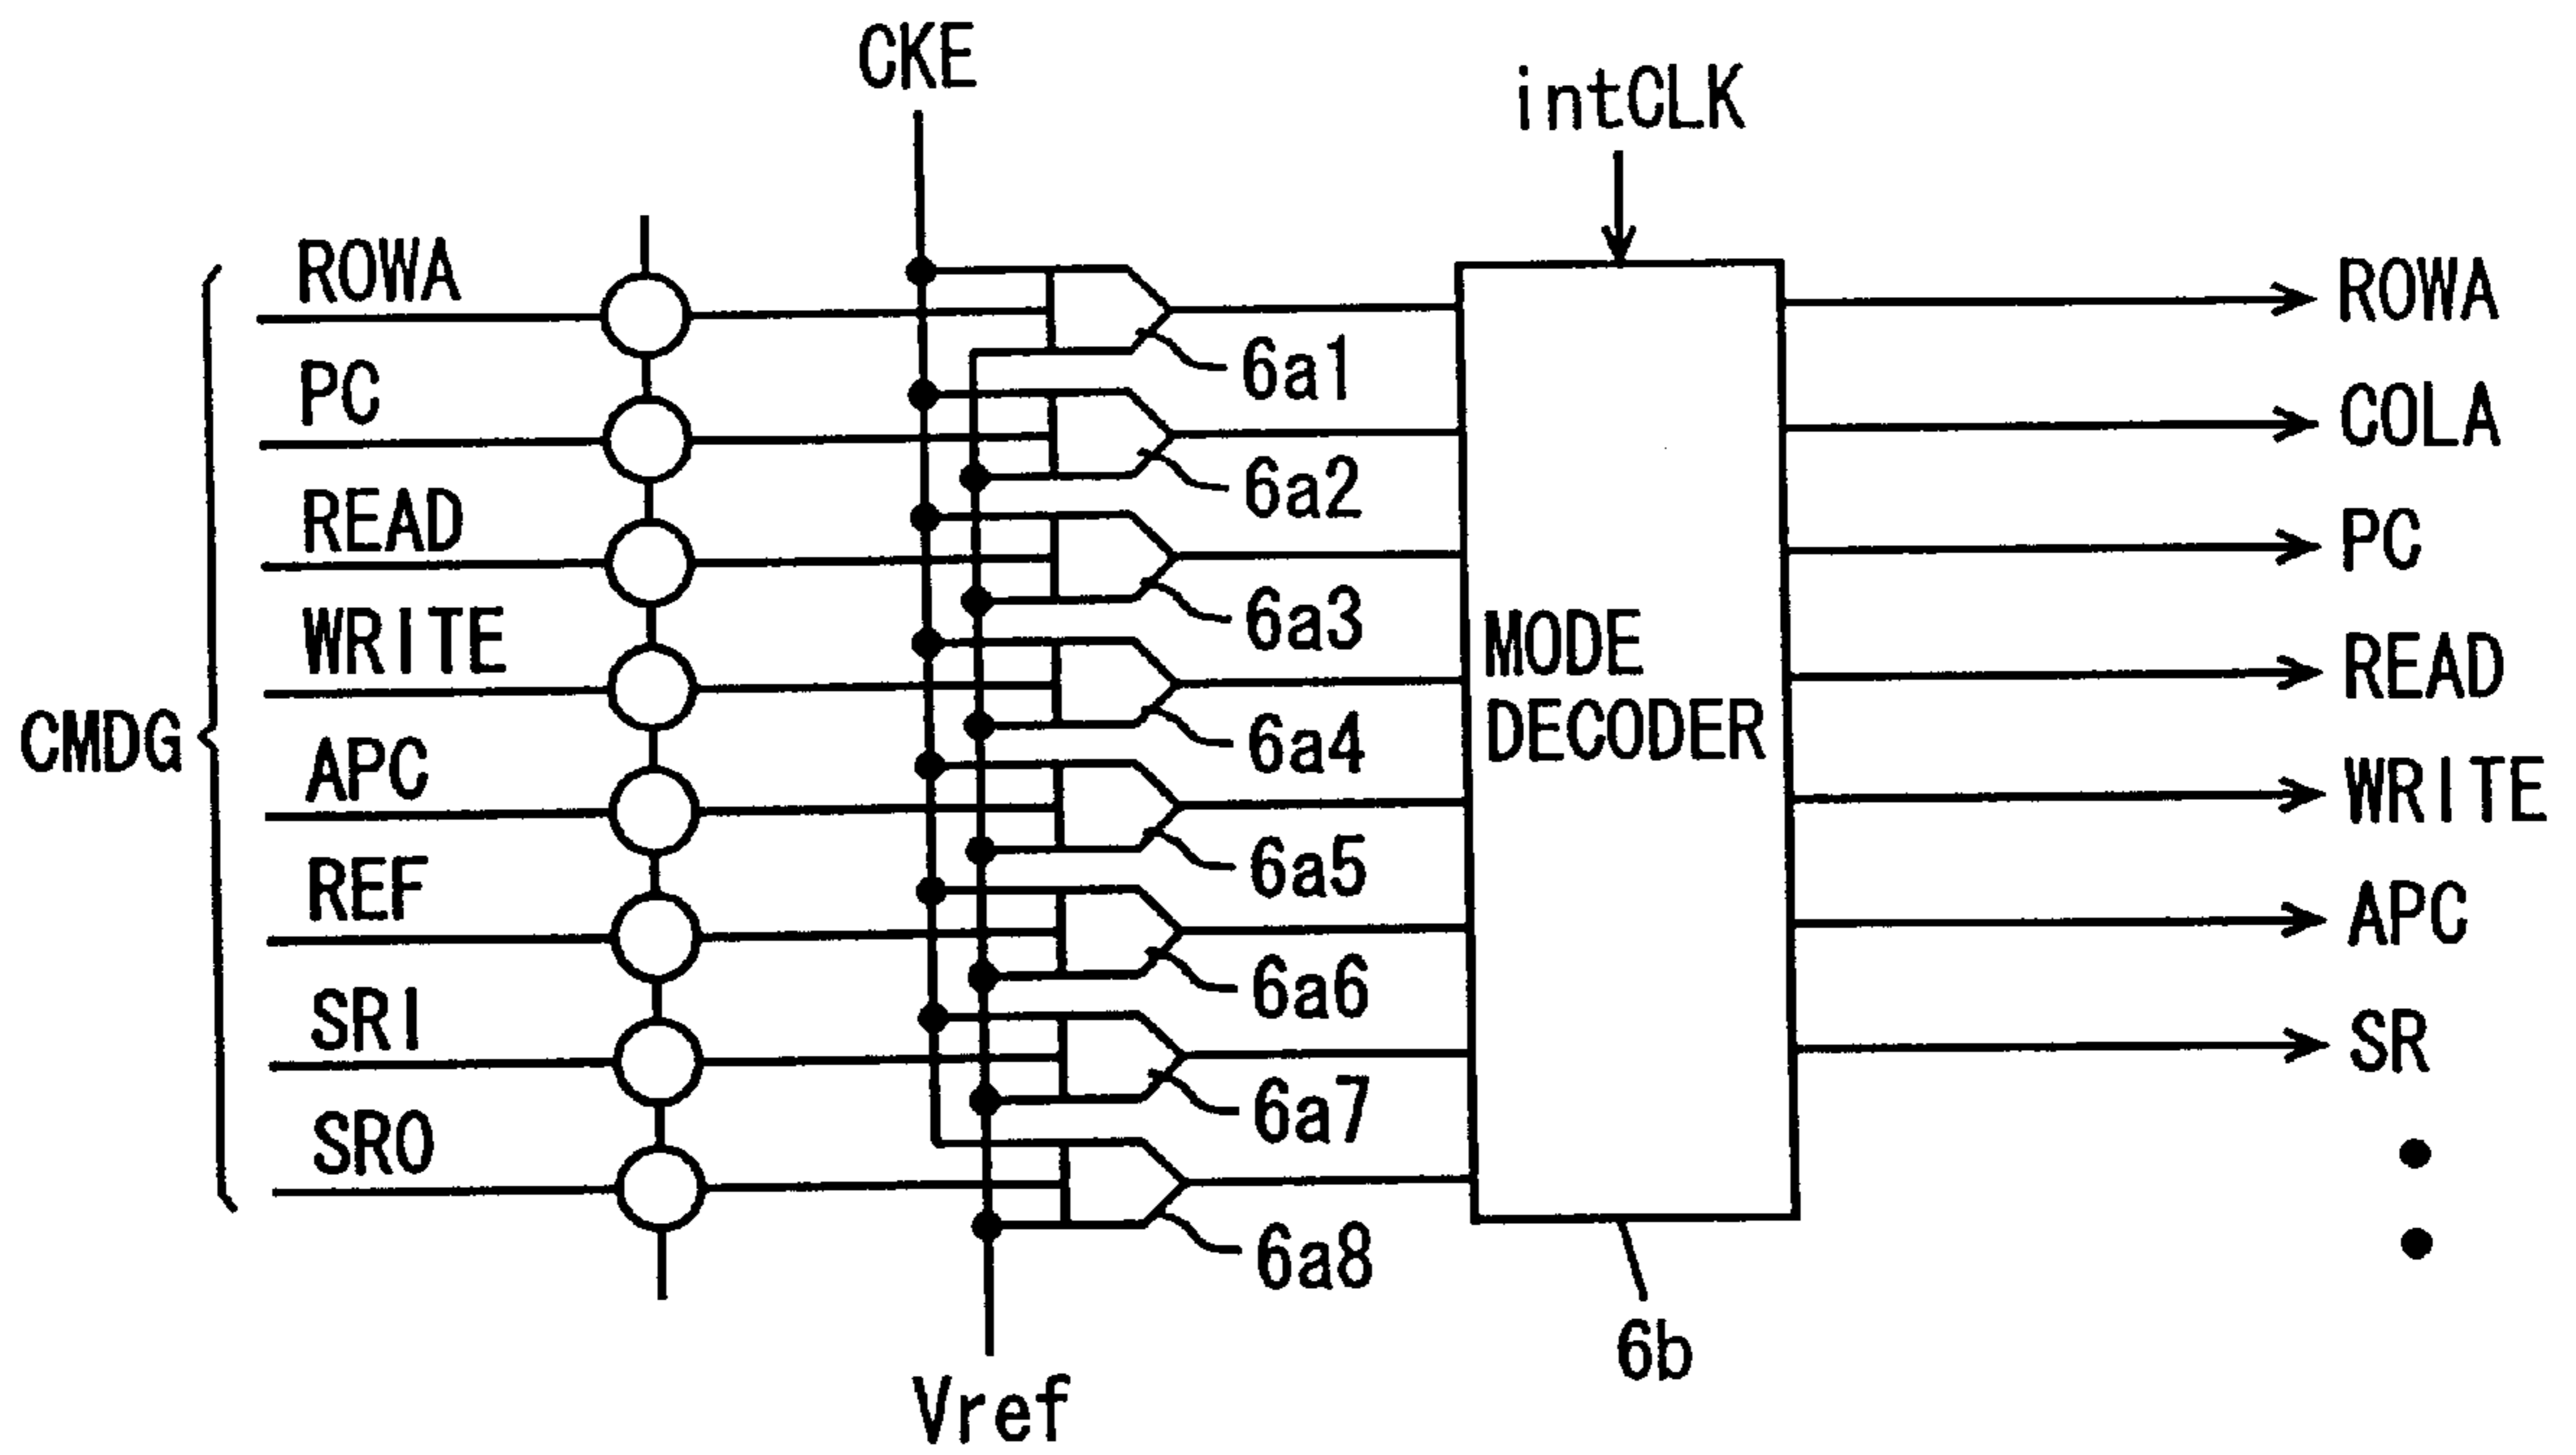 CKE
intCLK
CMDG
ROWA
PC
READ
WRITE
APC
REF
SRI
SRO
6a1
6a2
6a3
6a4
6a5
6a6
6a7
6a8
MODE
DECODER
ROWA
COLA
PC
READ
WRITE
APC
SR
6b
Vref